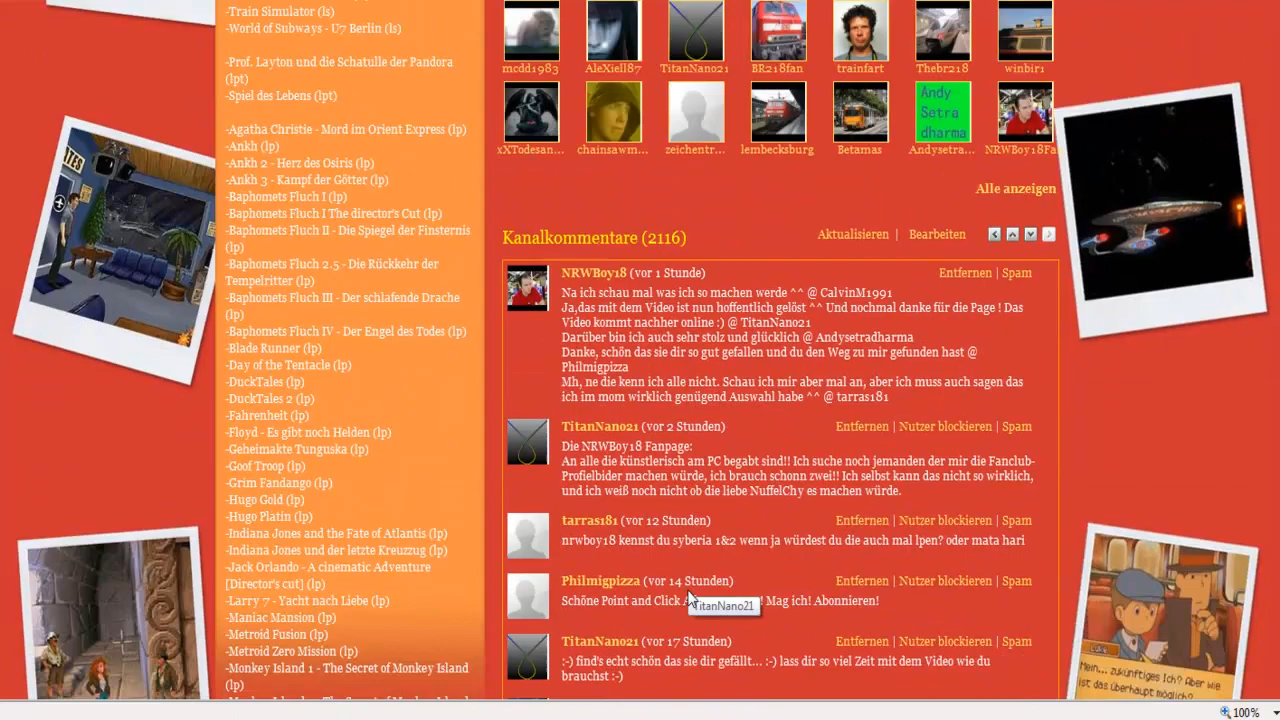 -Train Simulator (ls)
-World of Subways - U7 Berlin (ls)
-Prof. Layton und die Schatulle der Pandora
(lpt)
-Spiel des Lebens (lpt)
-Agatha Christie - Mord im Orient Express (lp)
-Ankh (lp)
-Ankh 2 - Herz des Osiris (lp)
-Ankh 3 - Kampf der Götter (lp)
-Baphomets Fluch I (lp)
-Baphomets Fluch I The director's Cut (lp)
-Baphomets Fluch II - Die Spiegel der Finsternis
(lp)
-Baphomets Fluch 2.5 - Die Rückkehr der
Tempelritter (lp)
-Baphomets Fluch III - Der schlafende Drache
(lp)
-Baphomets Fluch IV - Der Engel des Todes (lp)
-Blade Runner (lp)
-Day of the Tentacle (lp)
-DuckTales (lp)
-DuckTales 2 (lp)
-Fahrenheit (lp)
-Floyd - Es gibt noch Helden (lp)
-Geheimakte Tunguska (lp)
-Goof Troop (lp)
-Grim Fandango (lp)
-Hugo Gold (lp)
-Hugo Platin (lp)
-Indiana Jones and the Fate of Atlantis (lp)
-Indiana Jones und der letzte Kreuzzug (lp)
-Jack Orlando - A cinematic Adventure
[Director's cut] (lp)
-Larry 7 - Yacht nach Liebe (lp)
-Maniac Mansion (lp)
-Metroid Fusion (lp)
-Metroid Zero Mission (lp)
-Monkey Island 1 - The Secret of Monkey Island
(lp)
mcdd1983 AleXiell87 TitanNano21 BR218fan trainfart Thebr218 winbir1
Andy
Setra
dharma
xXTodesan... chainsawm... zeichentr... lembecksburg Betamas Andysetra... NRWBoy18Fa
Alle anzeigen
Kanalkommentare (2116) Aktualisieren | Bearbeiten
NRWBoy18 (vor 1 Stunde) Entfernen | Spam
Na ich schau mal was ich so machen werde ^^ @ CalvinM1991
Ja,das mit dem Video ist nun hoffentlich gelöst ^^ Und nochmal danke für die Page ! Das
Video kommt nachher online :) @ TitanNano21
Darüber bin ich auch sehr stolz und glücklich @ Andysetradharma
Danke, schön das sie dir so gut gefallen und du den Weg zu mir gefunden hast @
Philmigpizza
Mh, ne die kenn ich alle nicht. Schau ich mir aber mal an, aber ich muss auch sagen das
ich im mom wirklich genügend Auswahl habe ^^ @ tarras181
TitanNano21 (vor 2 Stunden) Entfernen | Nutzer blockieren | Spam
Die NRWBoy18 Fanpage:
An alle die künstlerisch am PC begabt sind!! Ich suche noch jemanden der mir die Fanclub-
Profielbider machen würde, ich brauch schonn zwei!! Ich selbst kann das nicht so wirklich,
und ich weiß noch nicht ob die liebe NuffelChy es machen würde.
tarras181 (vor 12 Stunden) Entfernen | Nutzer blockieren | Spam
nrwboy18 kennst du syberia 1&2 wenn ja würdest du die auch mal lpen? oder mata hari
Philmigpizza (vor 14 Stunden) Entfernen | Nutzer blockieren | Spam
Schöne Point and Click ! Mag ich! Abonnieren!
TitanNano21
TitanNano21 (vor 17 Stunden) Entfernen | Nutzer blockieren | Spam
:-) find's echt schön das sie dir gefällt... :-) lass dir so viel Zeit mit dem Video wie du
brauchst :-)
Mein... zukünftiges Ich? Aber wie
ist das überhaupt möglich?
100%